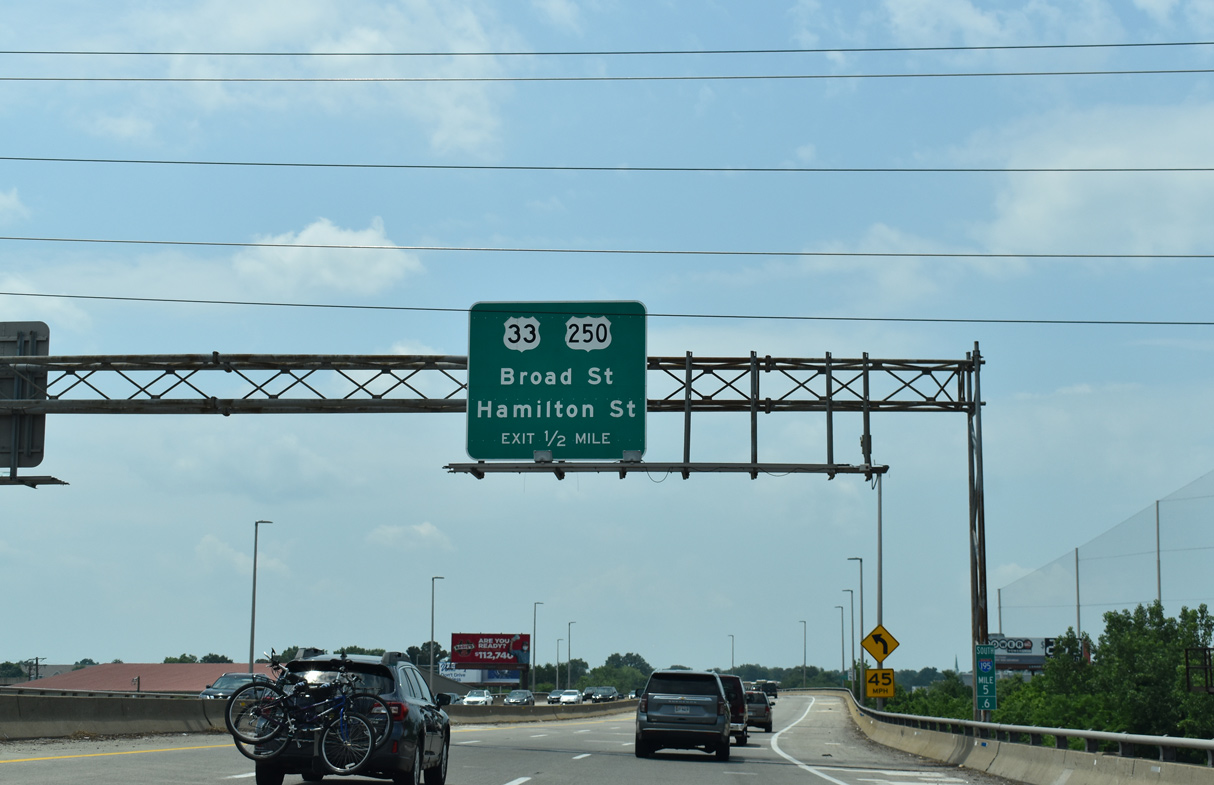 33 250
Broad St
Hamilton St
EXIT 1/2 MILE
ARE YOU
READY?
$112,740
45
MPH
SOUTH
195
MILE
5
.6